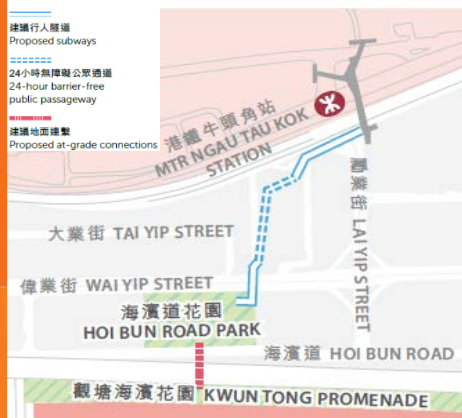 建議行人隧道
Proposed subways
24小時無障礙公眾通道
24-hour barrier-free
public passageway
建議地面連繫
Proposed at-grade connections
港鐵牛頭角站
MTR NGAU TAU KOK
STATION
勵業街 LAI YIP STREET
大業街 TAI YIP STREET
偉業街 WAI YIP STREET
海濱道花園
HOI BUN ROAD PARK
海濱道 HOI BUN ROAD
觀塘海濱花園 KWUN TONG PROMENADE